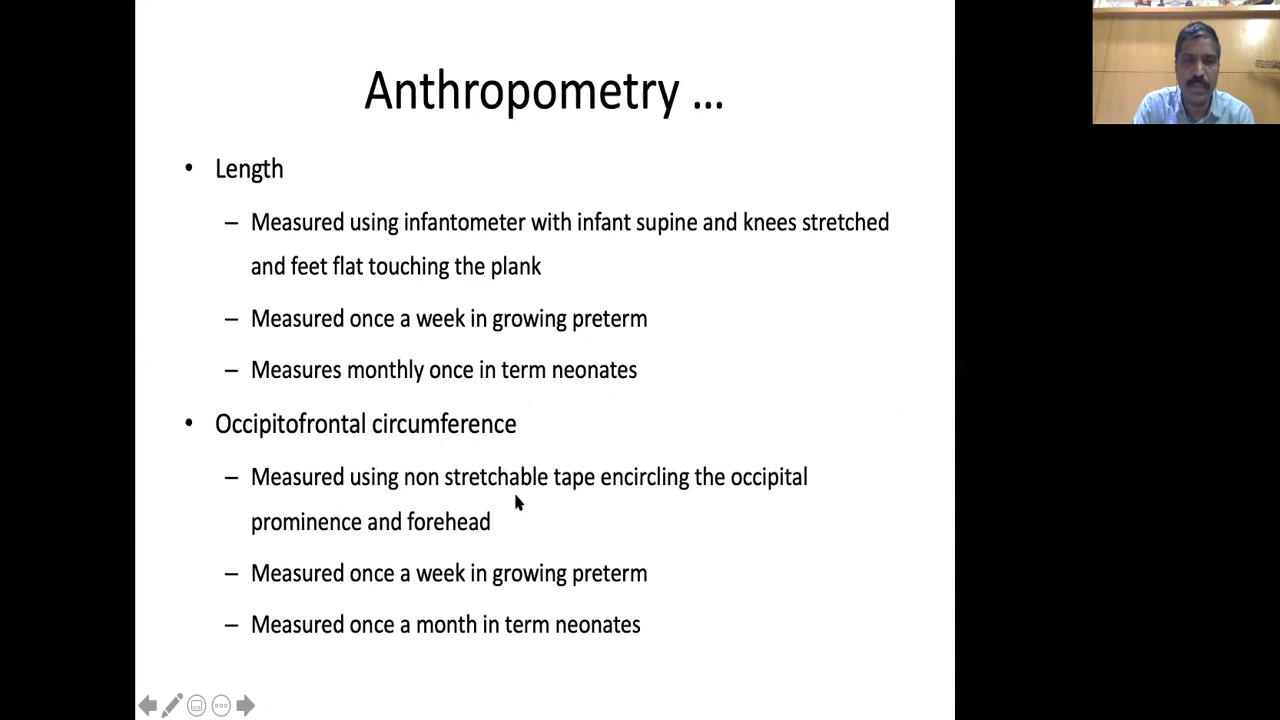 Anthropometry ...
• Length
– Measured using infantometer with infant supine and knees stretched
and feet flat touching the plank
– Measured once a week in growing preterm
– Measures monthly once in term neonates
• Occipitofrontal circumference
– Measured using non stretchable tape encircling the occipital
prominence and forehead
– Measured once a week in growing preterm
– Measured once a month in term neonates